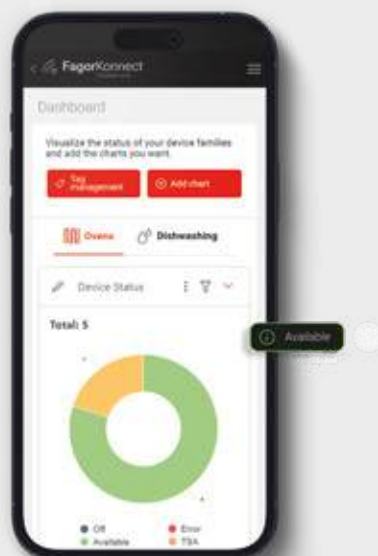 FagorKonnect
Dashboard
Visualize the status of your device families
and add the charts you want.
Tag
management
Add chart
Ovens
Dishwashing
Device Status
Total: 5
Available
Off
Error
Available
TSA